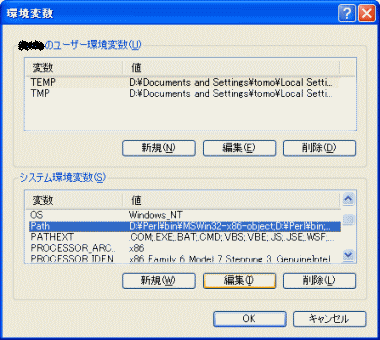 環境変数
のユーザー環境変数(U)
変数 値
TEMP D:¥Documents and Settings¥tomo¥Local Setti...
TMP D:¥Documents and Settings¥tomo¥Local Setti...
新規(N) 編集(E) 削除(D)
システム環境変数(S)
変数 値
OS Windows_NT
Path D:¥Perl¥bin¥MSWin32-x86-object;D:¥Perl¥bin;...
PATHEXT .COM;.EXE;.BAT;.CMD;.VBS;.VBE;.JS;.JSE;.WSF;...
PROCESSOR_ARC... x86
PROCESSOR_IDEN... x86 Family 6 Model 7 Stepping 3, GenuineIntel
新規(W) 編集(I) 削除(L)
OK キャンセル